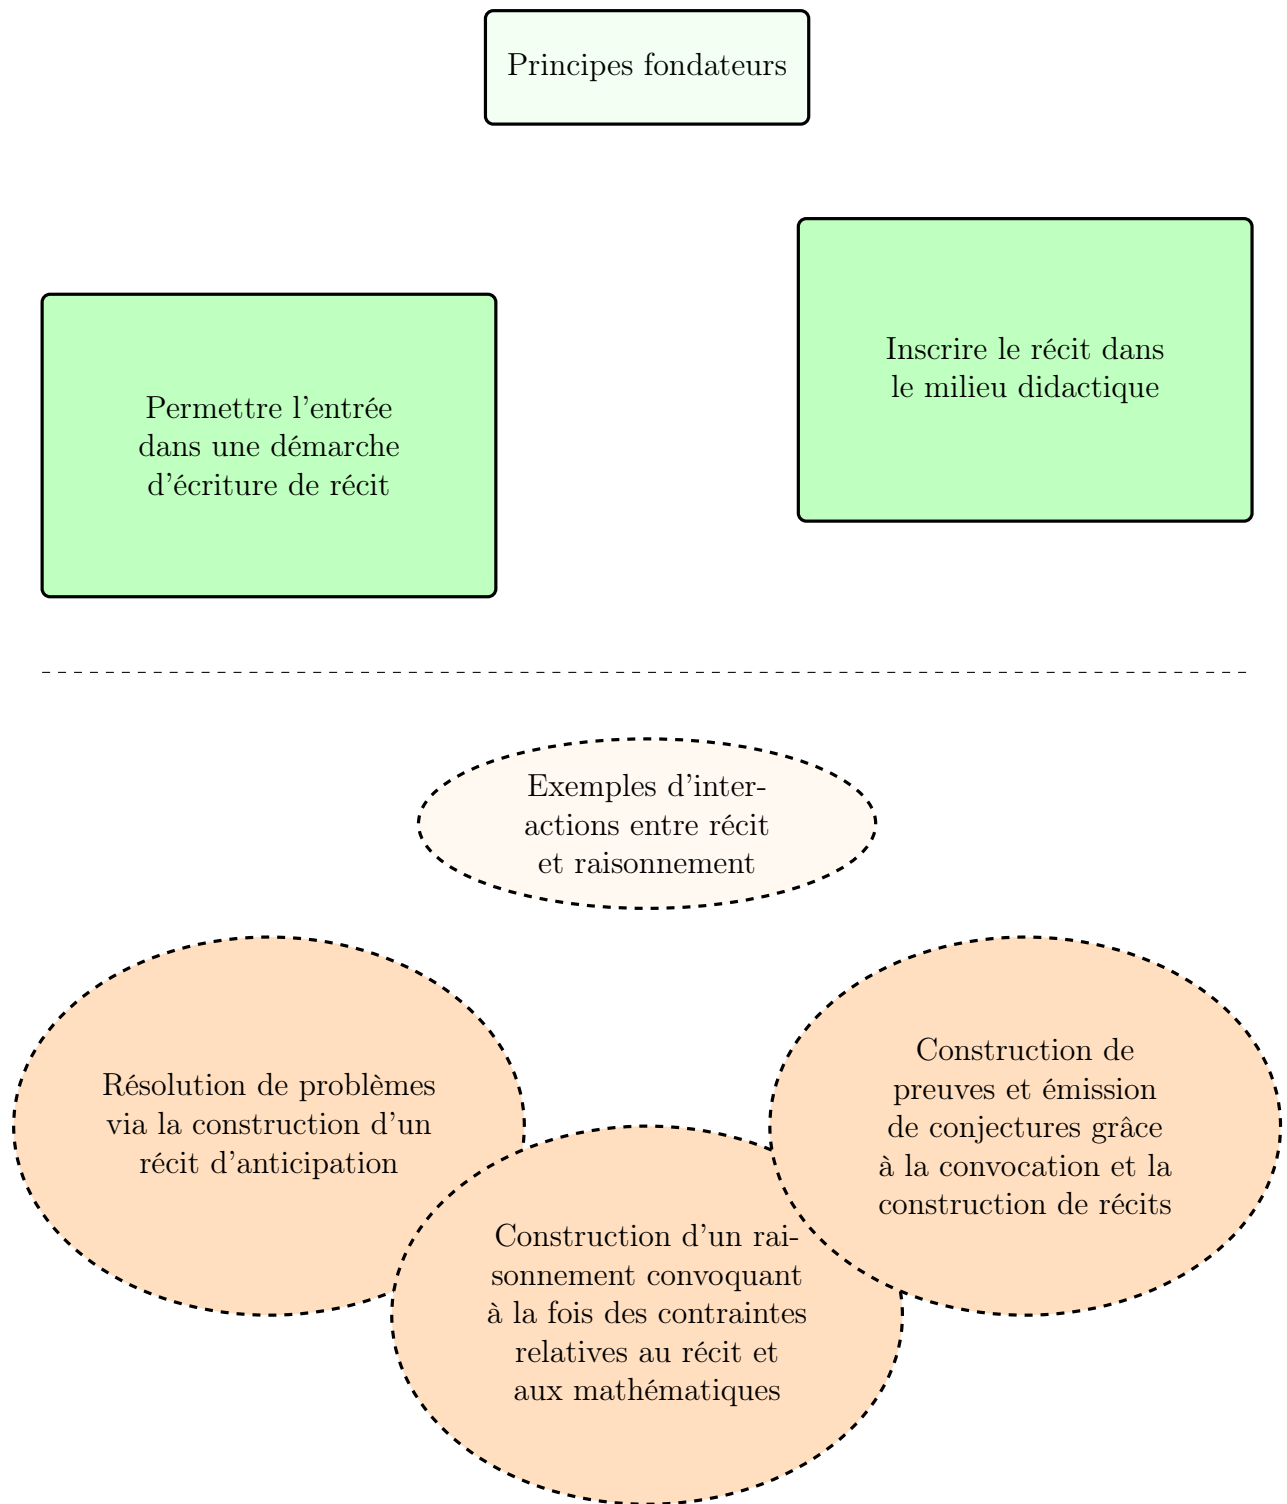 Principes fondateurs
Permettre l'entrée
dans une démarche
d'écriture de récit
Inscrire le récit dans
le milieu didactique
Exemples d'inter-
actions entre récit
et raisonnement
Résolution de problèmes
via la construction d'un
récit d'anticipation
Construction d'un rai-
sonnement convoquant
à la fois des contraintes
relatives au récit et
aux mathématiques
Construction de
preuves et émission
de conjectures grâce
à la convocation et la
construction de récits